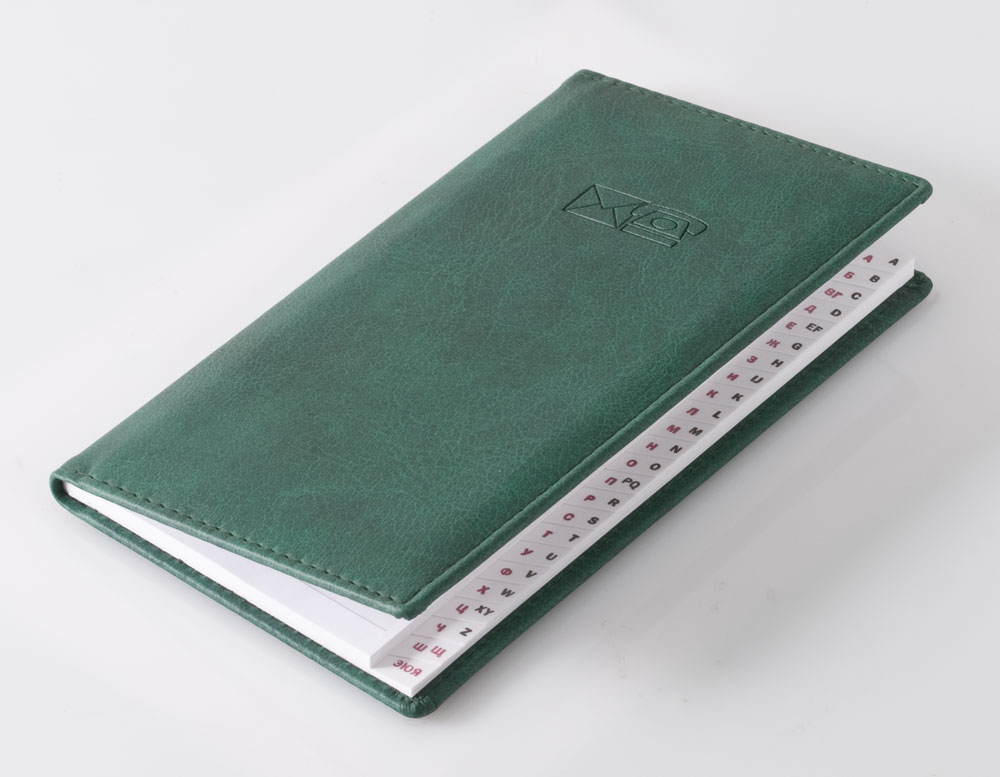 А A
Б B
ВГ C
Д D
Е EF
Ж G
З H
И IJ
К K
Л L
М M
Н N
О O
П PQ
Р R
С S
Т T
У U
Ф V
Х W
Ц XY
Ч Z
Ш Щ
ЭЮЯ